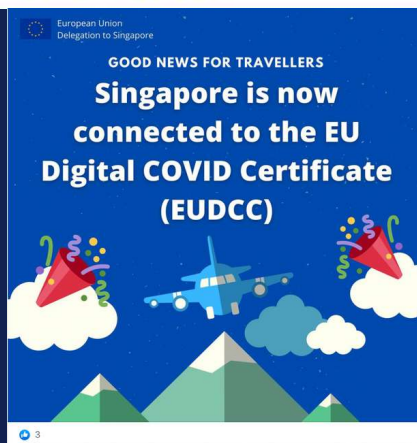 European Union
Delegation to Singapore
GOOD NEWS FOR TRAVELLERS
Singapore is now
connected to the EU
Digital COVID Certificate
(EUDCC)
3